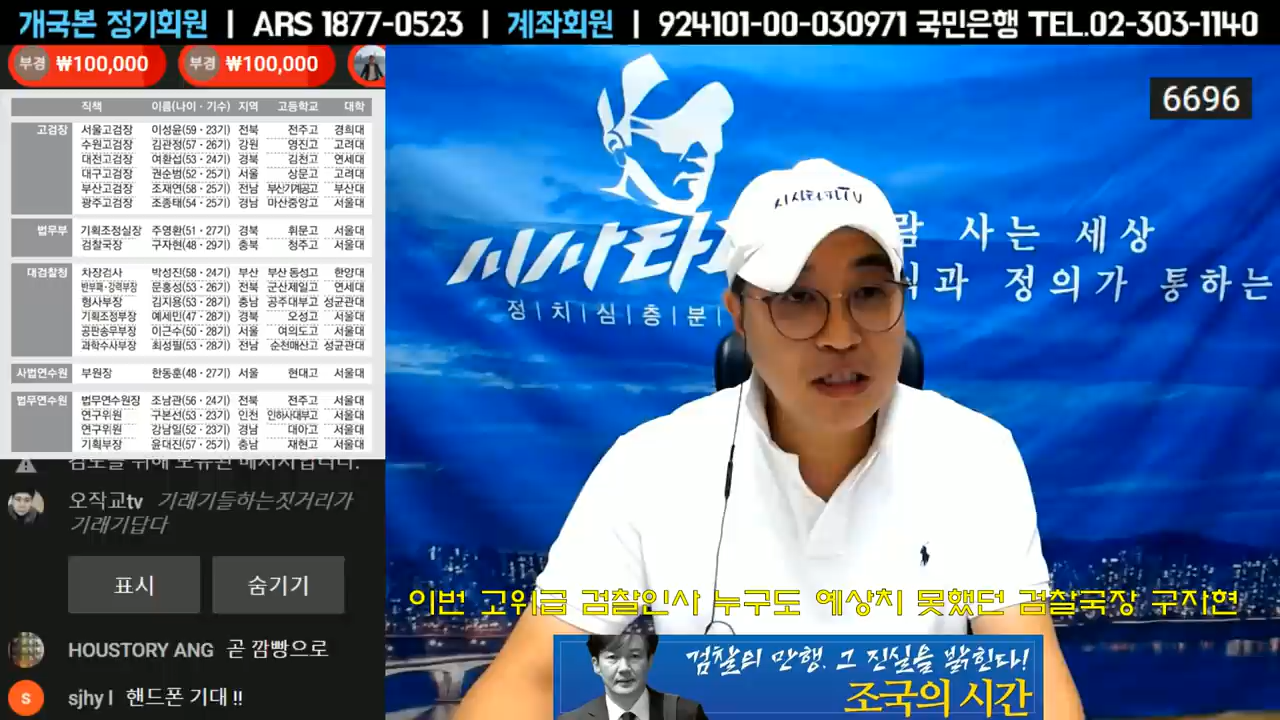 개국본 정기회원 | ARS 1877-0523 | 계좌회원 | 924101-00-030971 국민은행 TEL.02-303-1140
부경 ₩100,000 부경 ₩100,000
6696
직책 이름(나이·기수) 지역 고등학교 대학
고검장 서울고검장 이성윤(59·23기) 전북 전주고 경희대
수원고검장 김관정(57·26기) 강원 영진고 고려대
대전고검장 여환섭(53·24기) 경북 김천고 연세대
대구고검장 권순범(52·25기) 서울 상문고 고려대
부산고검장 조재연(58·25기) 전남 부산기계공고 부산대
광주고검장 조종태(54·25기) 경남 마산중앙고 서울대
법무부 기획조정실장 주영환(51·27기) 경북 휘문고 서울대
검찰국장 구자현(48·29기) 충북 청주고 서울대
대검찰청 차장검사 박성진(58·24기) 부산 부산 동성고 한양대
반부패·강력부장 문홍성(53·26기) 전북 군산제일고 연세대
형사부장 김지용(53·28기) 충남 공주대부고 성균관대
기획조정부장 예세민(47·28기) 경북 오성고 서울대
공판송무부장 이근수(50·28기) 서울 여의도고 서울대
과학수사부장 최성필(53·28기) 전남 순천매산고 성균관대
사법연수원 부원장 한동훈(48·27기) 서울 현대고 서울대
법무연수원 법무연수원장 조남관(56·24기) 전북 전주고 서울대
연구위원 구본선(53·23기) 인천 인하사대부고 서울대
연구위원 강남일(52·23기) 경남 대아고 서울대
기획부장 윤대진(57·25기) 충남 재현고 서울대
시사타파
정|치|심|층|분|
시사타파TV
람 사는 세상
식과 정의가 통하는
검토를 위해 보류된 메시지입니다.
오작교tv 기래기들하는짓거리가
기래기답다
표시 숨기기
HOUSTORY ANG 곧 깜빵으로
s sjhy l 핸드폰 기대 !!
이번 고위급 검찰인사 누구도 예상치 못했던 검찰국장 구자현
검찰의 만행. 그 진실을 밝힌다!
조국의 시간